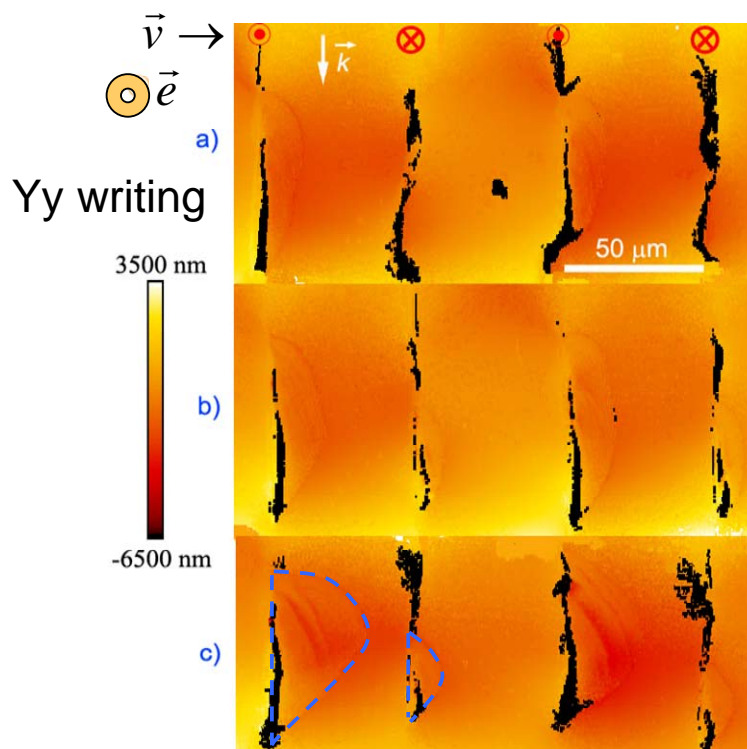 v →
k
e
a)
Yy writing
50 μm
3500 nm
b)
-6500 nm
c)